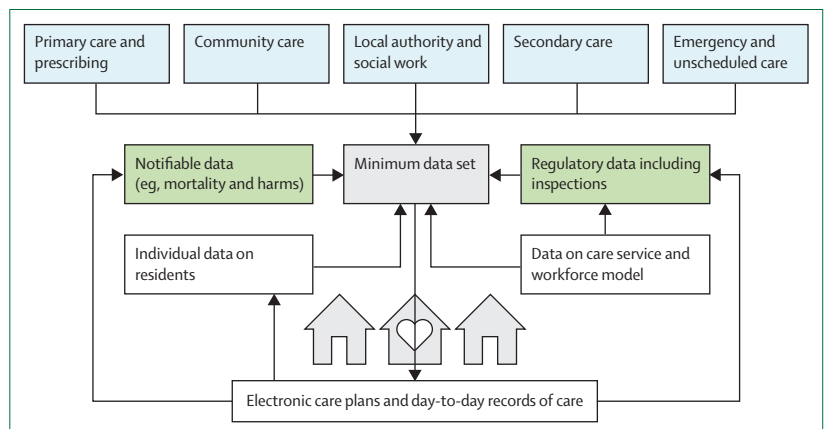 Primary care and
prescribing
Community care
Local authority and
social work
Secondary care
Emergency and
unscheduled care
Notifiable data
(eg, mortality and harms)
Minimum data set
Regulatory data including
inspections
Individual data on
residents
Data on care service and
workforce model
Electronic care plans and day-to-day records of care